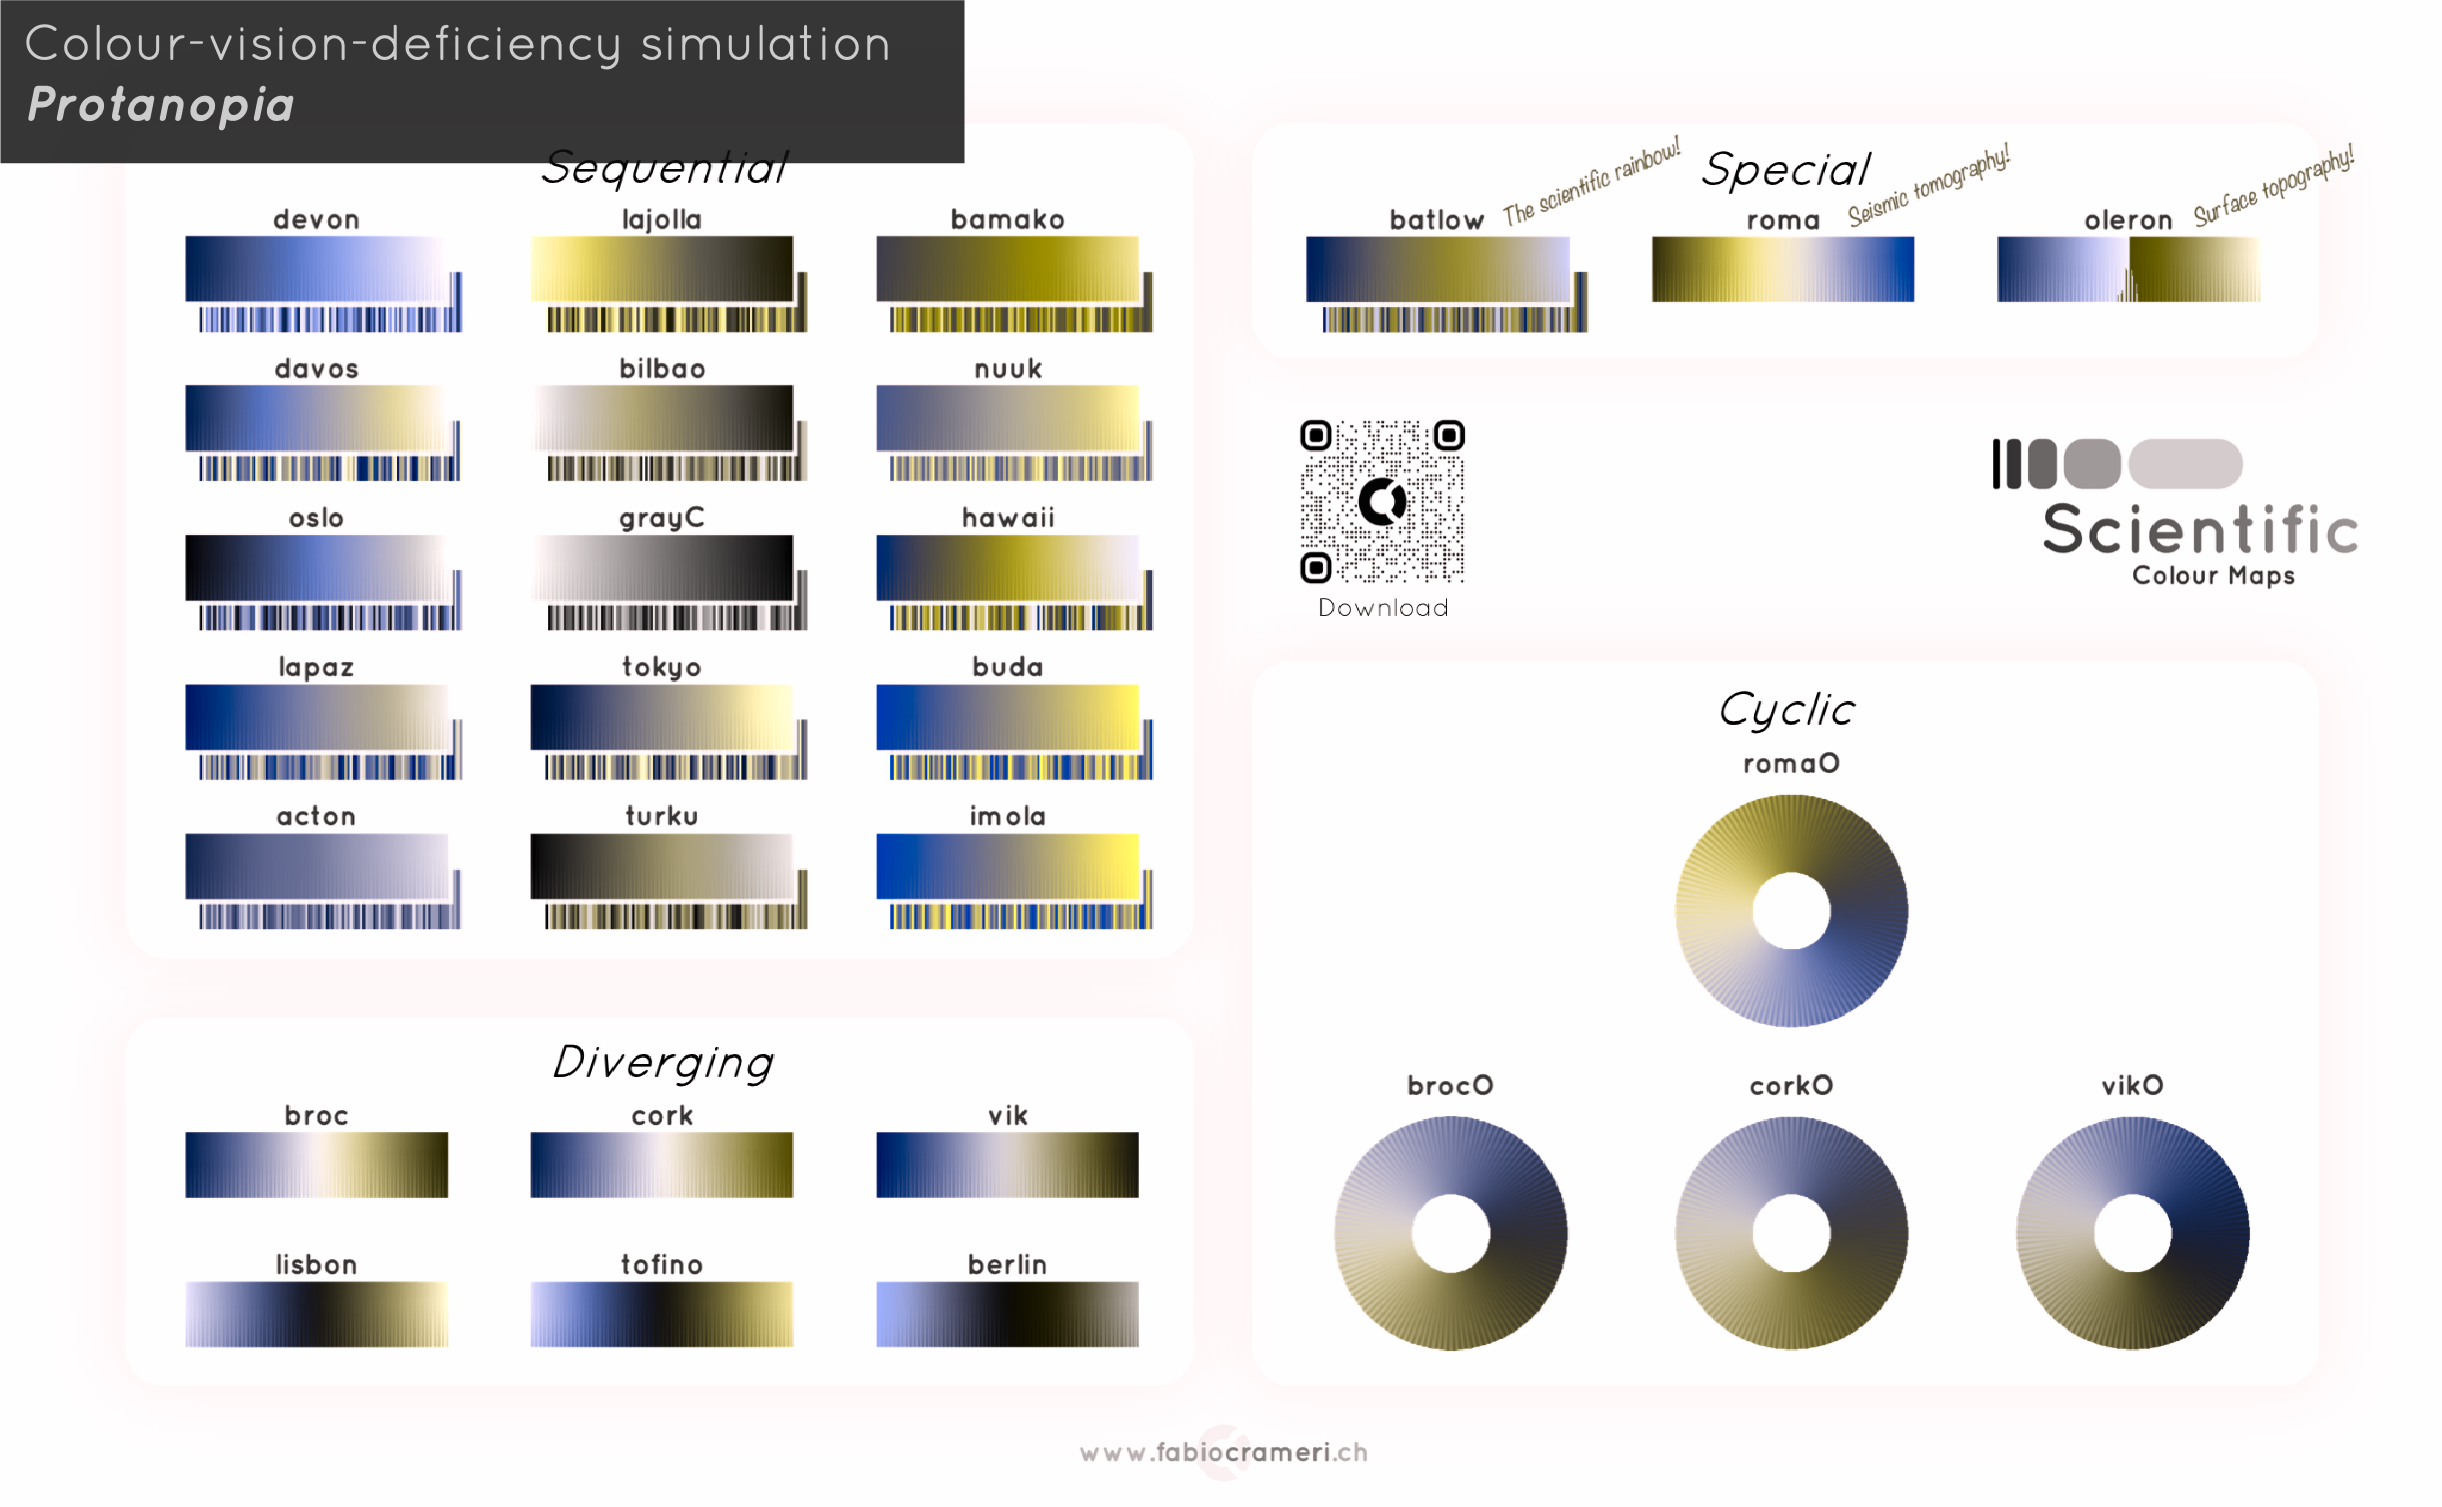 Colour-vision-deficiency simulation
Protanopia
Sequential
devon
lajolla
bamako
davos
bilbao
nuuk
oslo
grayC
hawaii
lapaz
tokyo
buda
acton
turku
imola
Diverging
broc
cork
vik
lisbon
tofino
berlin
Special
batlow
The scientific rainbow!
roma
Seismic tomography!
oleron
Surface topography!
Download
Scientific
Colour Maps
Cyclic
romaO
brocO
corkO
vikO
www.fabiocrameri.ch